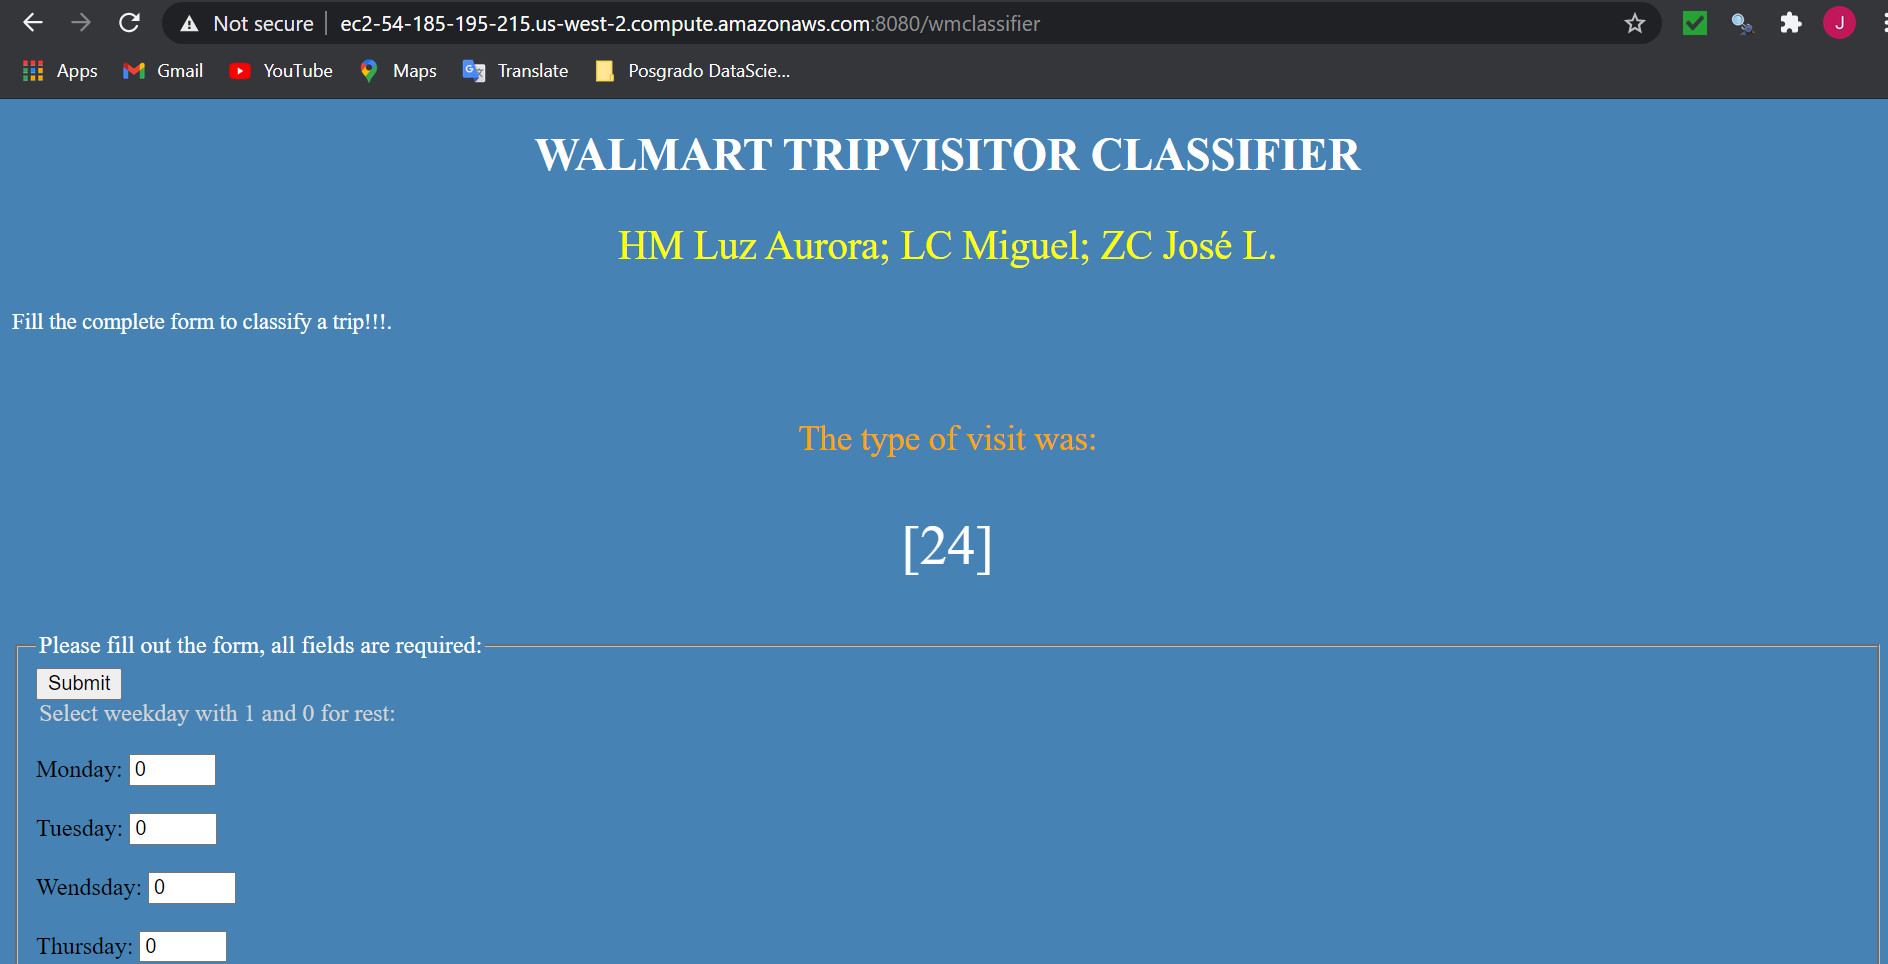 Not secure | ec2-54-185-195-215.us-west-2.compute.amazonaws.com:8080/wmclassifier J
Apps Gmail YouTube Maps Translate Posgrado DataScie...
WALMART TRIPVISITOR CLASSIFIER
HM Luz Aurora; LC Miguel; ZC José L.
Fill the complete form to classify a trip!!!.
The type of visit was:
[24]
Please fill out the form, all fields are required:
Submit
Select weekday with 1 and 0 for rest:
Monday: 0
Tuesday: 0
Wendsday: 0
Thursday: 0